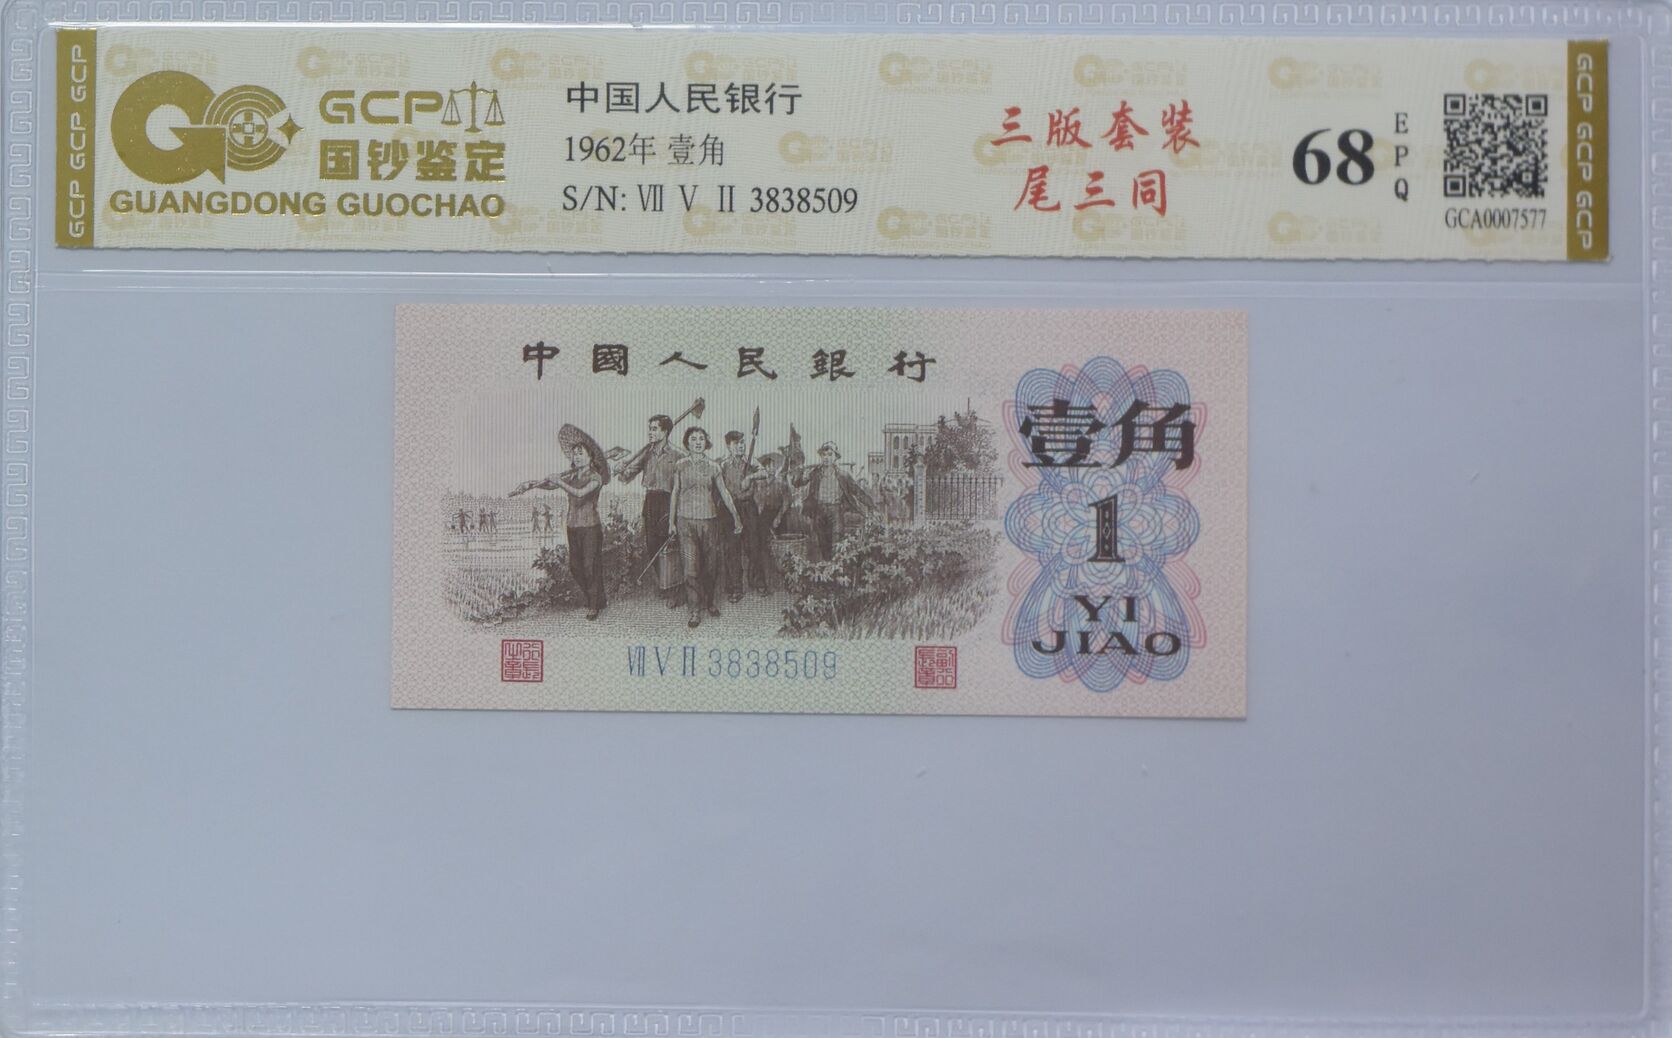 GCP GCP GCP
GCP
国钞鉴定
GUANGDONG GUOCHAO
中国人民银行
1962年 壹角
S/N: Ⅶ Ⅴ Ⅱ 3838509
三版套装
尾三同
68
EPQ
GCA0007577
GCP GCP GCP
中國人民銀行
壹角
1
YI
JIAO
Ⅶ Ⅴ Ⅱ 3838509